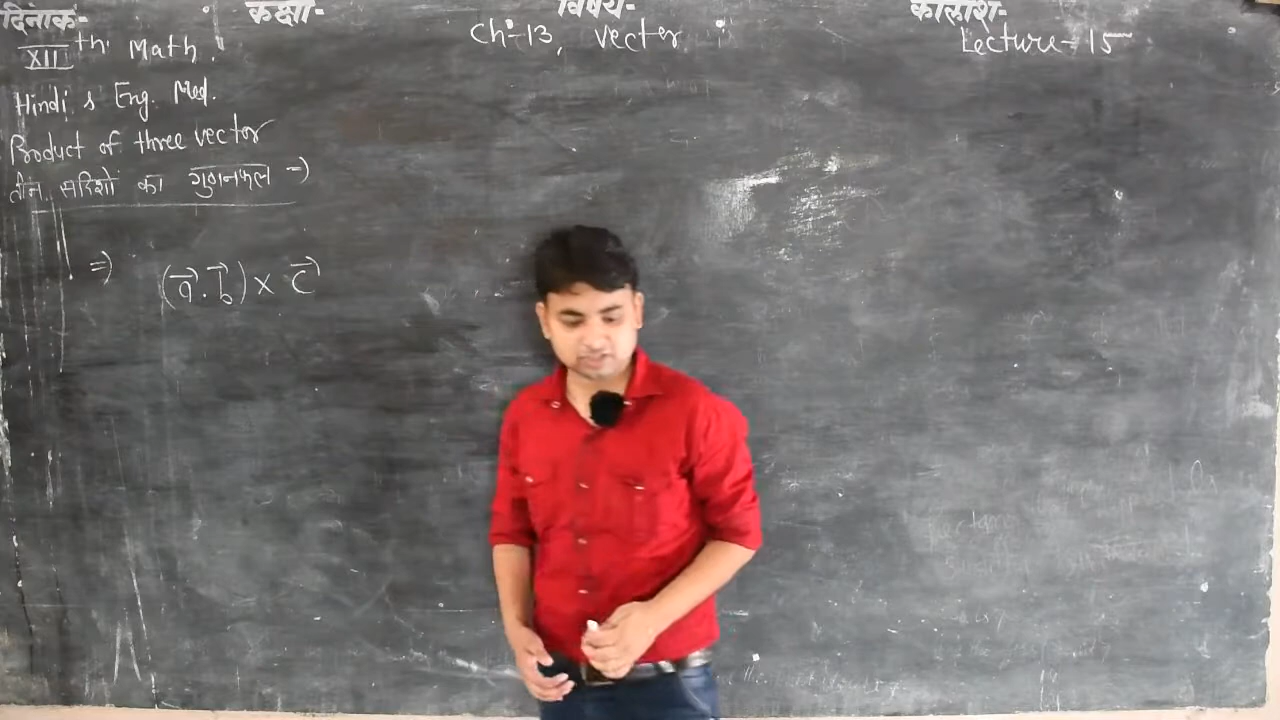 दिनांक- कक्षा- विषय- कालांश-
XII th. Math. Ch-13, Vector Lecture-15
Hindi & Eng. Med.
Product of three vector
तीन सदिशों का गुणनफल =)
=) (a⃗.b⃗)× c⃗